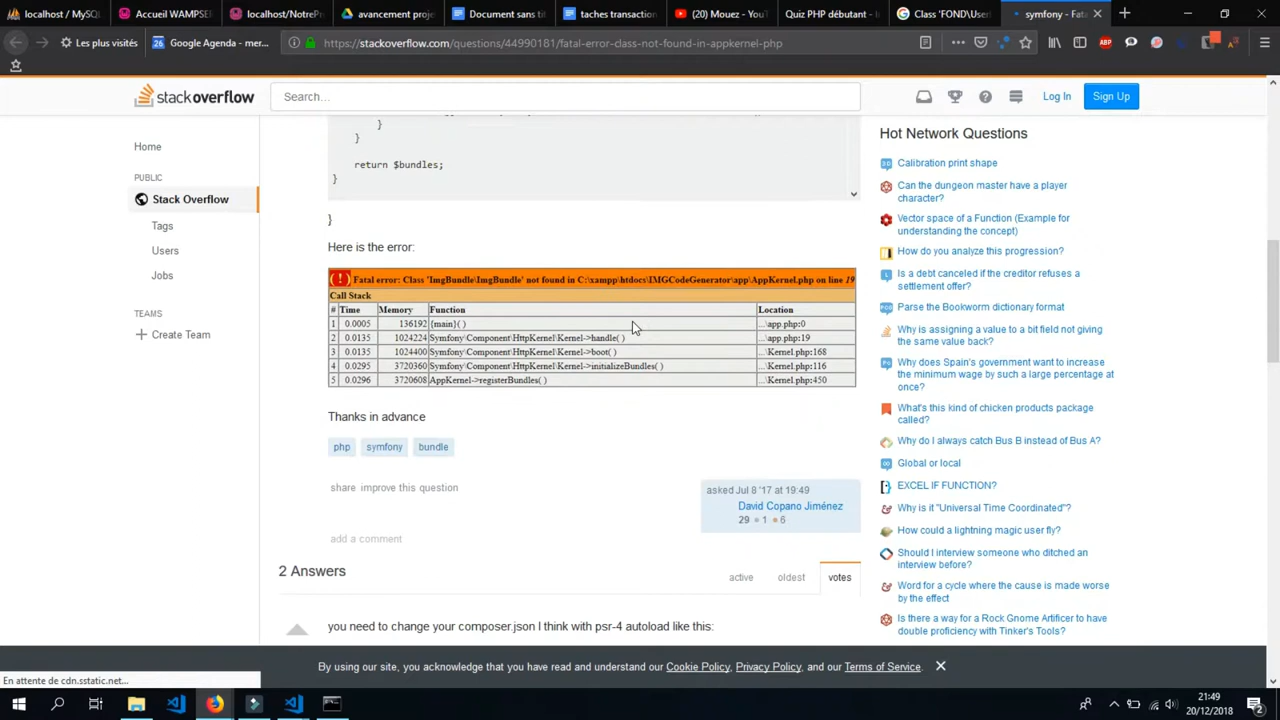 localhost / MySQ
Accueil WAMPSE
localhost/NotrePr
avancement proje
Document sans tit
taches transaction
(20) Mouez - YouT
Quiz PHP débutant - I
Class 'FOND\User
symfony - Fata
Les plus visités
26 Google Agenda - mer...
https://stackoverflow.com/questions/44990181/fatal-error-class-not-found-in-appkernel-php
ABP
stackoverflow
Search...
Log In
Sign Up
Home
PUBLIC
Stack Overflow
Tags
Users
Jobs
TEAMS
Create Team
}
}
return $bundles;
}
}
Here is the error:
( ! ) Fatal error: Class 'ImgBundle\ImgBundle' not found in C:\xampp\htdocs\IMGCodeGenerator\app\AppKernel.php on line 19
Call Stack
# Time Memory Function Location
1 0.0005 136192 {main}( ) ...\app.php:0
2 0.0135 1024224 Symfony\Component\HttpKernel\Kernel->handle( ) ...\app.php:19
3 0.0135 1024400 Symfony\Component\HttpKernel\Kernel->boot( ) ...\Kernel.php:168
4 0.0295 3720360 Symfony\Component\HttpKernel\Kernel->initializeBundles( ) ...\Kernel.php:116
5 0.0296 3720608 AppKernel->registerBundles( ) ...\Kernel.php:450
Thanks in advance
php symfony bundle
share improve this question
asked Jul 8 '17 at 19:49
David Copano Jiménez
29 1 6
add a comment
2 Answers
active oldest votes
you need to change your composer.json I think with psr-4 autoload like this:
Hot Network Questions
Calibration print shape
Can the dungeon master have a player
character?
Vector space of a Function (Example for
understanding the concept)
How do you analyze this progression?
Is a debt canceled if the creditor refuses a
settlement offer?
Parse the Bookworm dictionary format
Why is assigning a value to a bit field not giving
the same value back?
Why does Spain's government want to increase
the minimum wage by such a large percentage at
once?
What's this kind of chicken products package
called?
Why do I always catch Bus B instead of Bus A?
Global or local
EXCEL IF FUNCTION?
Why is it "Universal Time Coordinated"?
How could a lightning magic user fly?
Should I interview someone who ditched an
interview before?
Word for a cycle where the cause is made worse
by the effect
Is there a way for a Rock Gnome Artificer to have
double proficiency with Tinker's Tools?
By using our site, you acknowledge that you have read and understand our Cookie Policy, Privacy Policy, and our Terms of Service.
En attente de cdn.sstatic.net...
21:49
20/12/2018
2